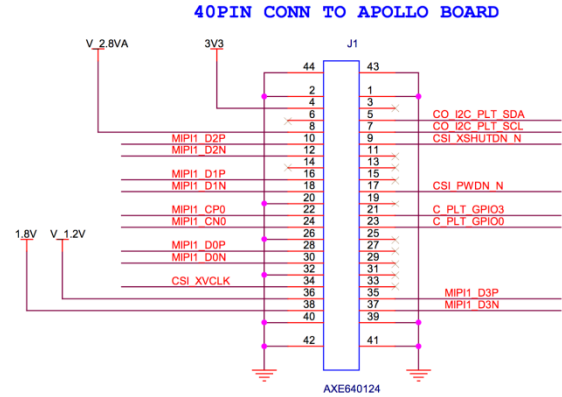 40PIN CONN TO APOLLO BOARD
V_2.8VA 3V3 J1
44 43
2 1
4 3
6 5 CO_I2C_PLT_SDA
8 7 CO_I2C_PLT_SCL
MIPI1_D2P 10 9 CSI_XSHUTDN_N
MIPI1_D2N 12 11
14 13
MIPI1_D1P 16 15
MIPI1_D1N 18 17 CSI_PWDN_N
20 19
MIPI1_CP0 22 21 C_PLT_GPIO3
MIPI1_CN0 24 23 C_PLT_GPIO0
1.8V V_1.2V 26 25
MIPI1_D0P 28 27
MIPI1_D0N 30 29
32 31
CSI_XVCLK 34 33
36 35 MIPI1_D3P
38 37 MIPI1_D3N
40 39
42 41
AXE640124